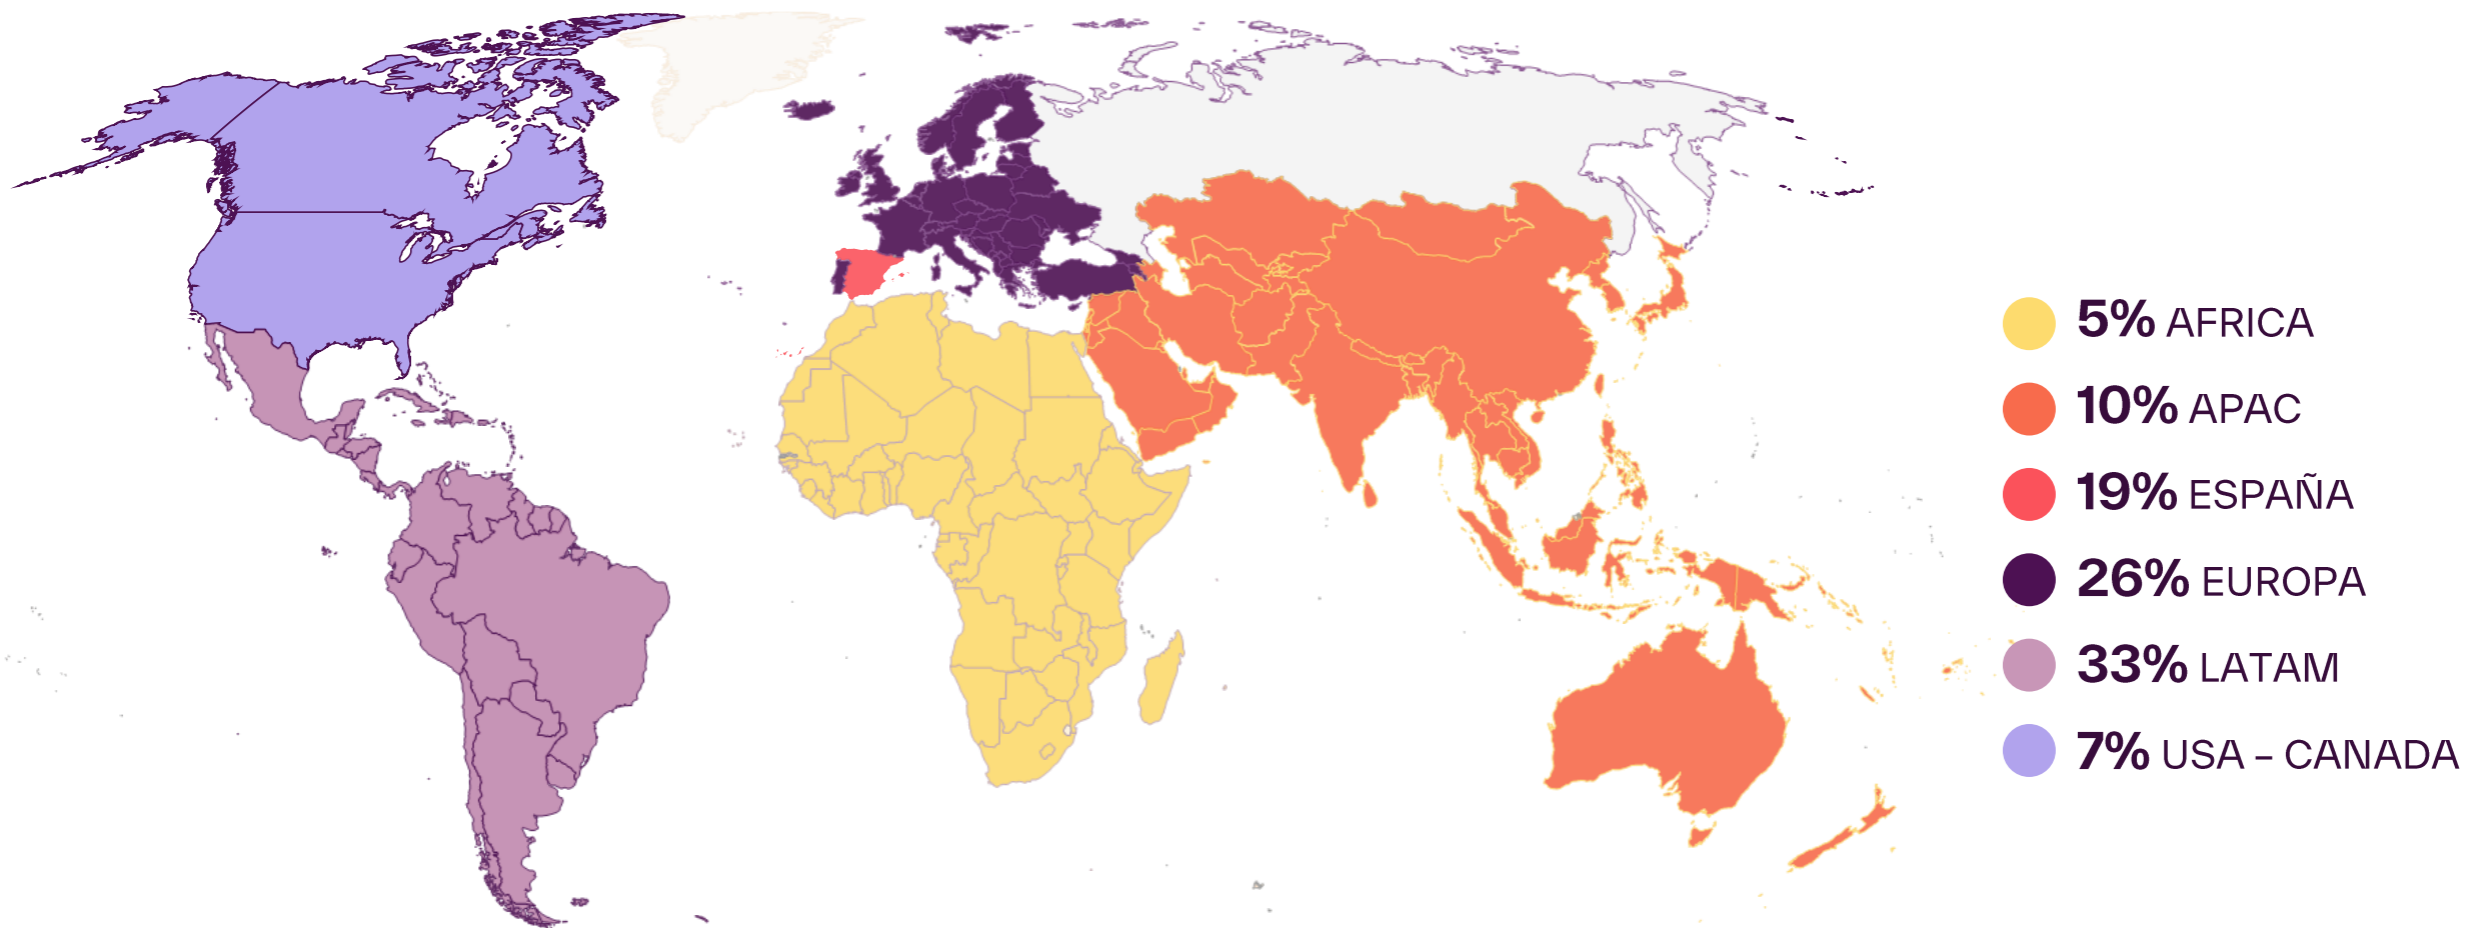 5% AFRICA
10% APAC
19% ESPAÑA
26% EUROPA
33% LATAM
7% USA – CANADA